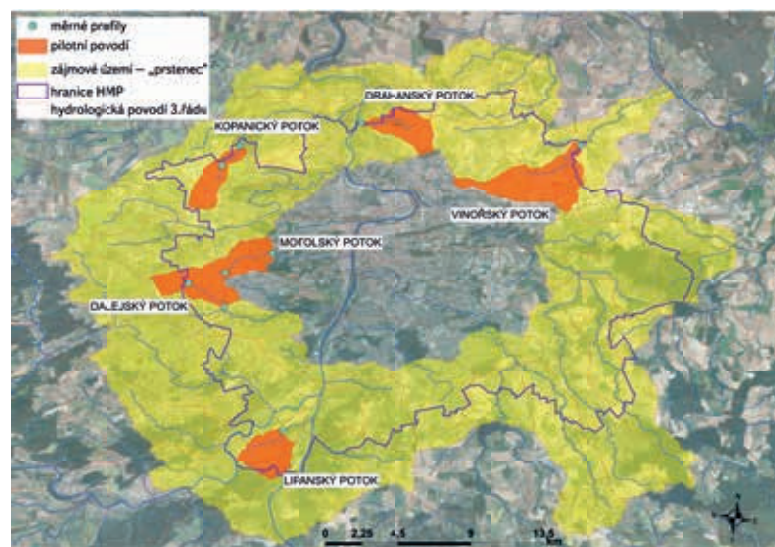 měrné profily
pilotní povodí
zájmové území – „prstenec"
hranice HMP
hydrologická povodí 3.řádu
DRAHANSKÝ POTOK
KOPANICKÝ POTOK
VINOŘSKÝ POTOK
MOTOLSKÝ POTOK
DALEJSKÝ POTOK
LIPANSKÝ POTOK
0 2,25 4,5 9 13,5
km